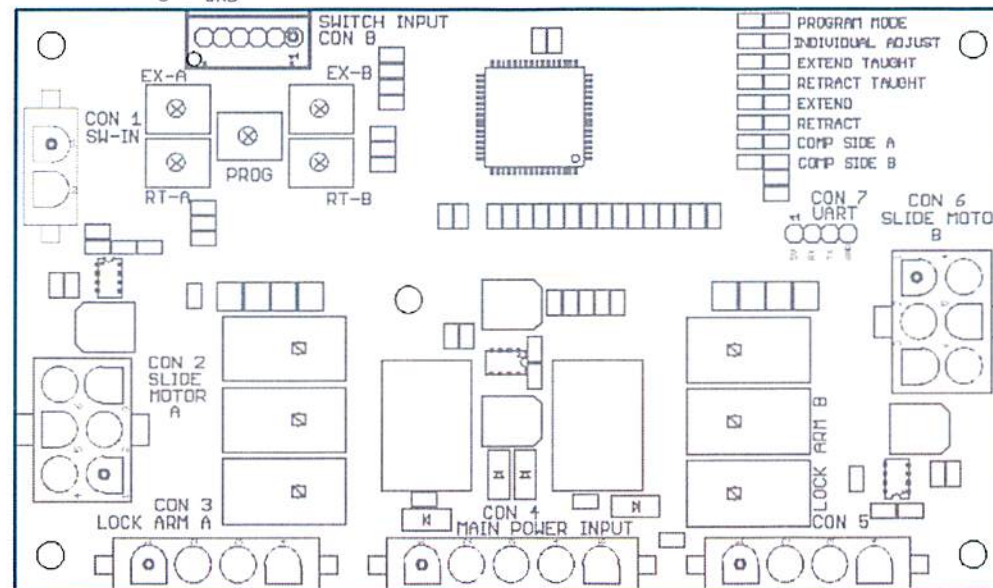 SWITCH INPUT
CON 8
PROGRAM MODE
INDIVIDUAL ADJUST
EXTEND TAUGHT
RETRACT TAUGHT
EXTEND
RETRACT
COMP SIDE A
COMP SIDE B
EX-A
EX-B
CON 1
SW-IN
PROG
RT-A
RT-B
CON 7
UART
1
CON 6
SLIDE MOTO
B
CON 2
SLIDE
MOTOR
A
LOCK ARM B
CON 3
LOCK ARM A
CON 4
MAIN POWER INPUT
CON 5